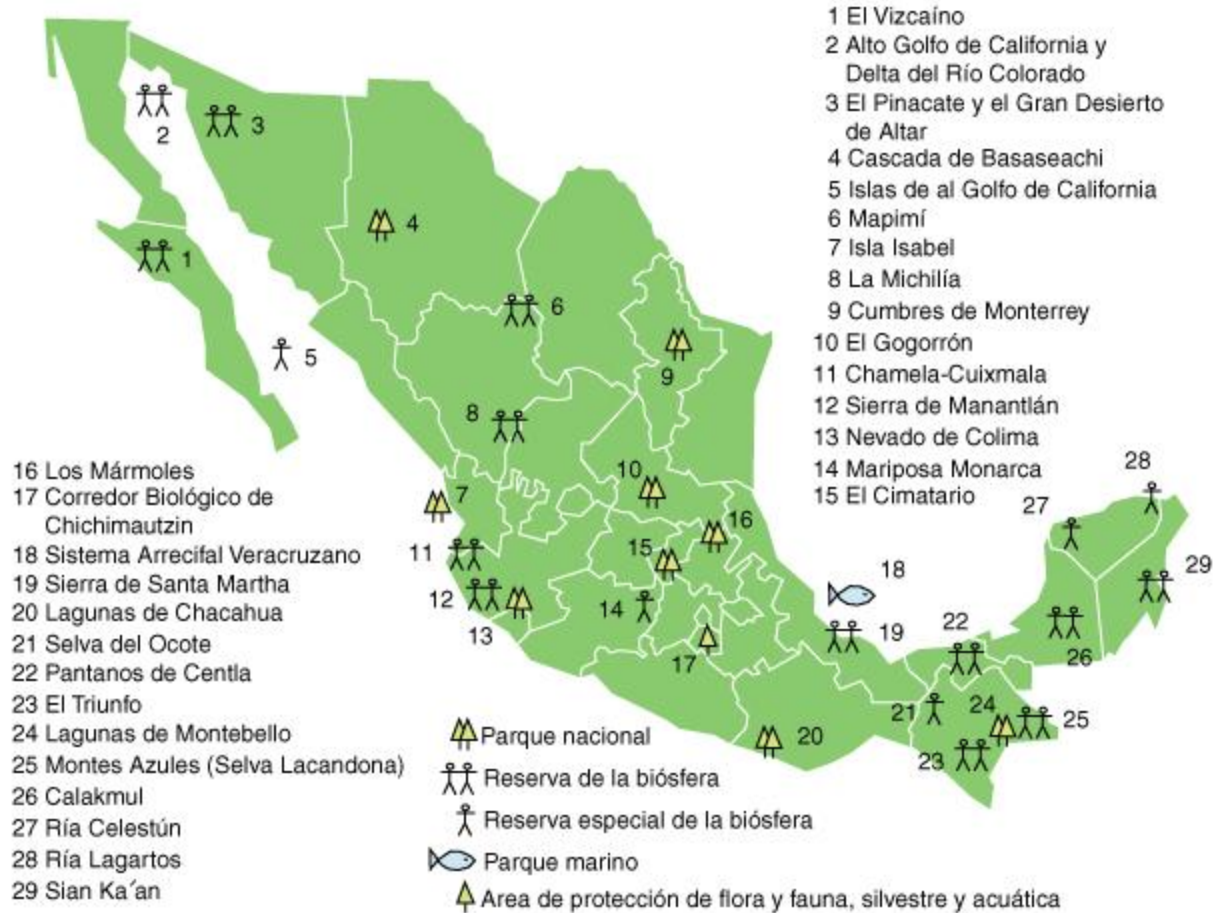 1 El Vizcaíno
2 Alto Golfo de California y
Delta del Río Colorado
3 El Pinacate y el Gran Desierto
de Altar
4 Cascada de Basaseachi
5 Islas de al Golfo de California
6 Mapimí
7 Isla Isabel
8 La Michilía
9 Cumbres de Monterrey
10 El Gogorrón
11 Chamela-Cuixmala
12 Sierra de Manantlán
13 Nevado de Colima
14 Mariposa Monarca
15 El Cimatario
16 Los Mármoles
17 Corredor Biológico de
Chichimautzin
18 Sistema Arrecifal Veracruzano
19 Sierra de Santa Martha
20 Lagunas de Chacahua
21 Selva del Ocote
22 Pantanos de Centla
23 El Triunfo
24 Lagunas de Montebello
25 Montes Azules (Selva Lacandona)
26 Calakmul
27 Ría Celestún
28 Ría Lagartos
29 Sian Ka´an
Parque nacional
Reserva de la biósfera
Reserva especial de la biósfera
Parque marino
Area de protección de flora y fauna, silvestre y acuática
2
3
4
1
6
5
9
8
10
7
16
28
27
11
15
29
12
14
18
13
17
19
22
26
21
24
25
20
23